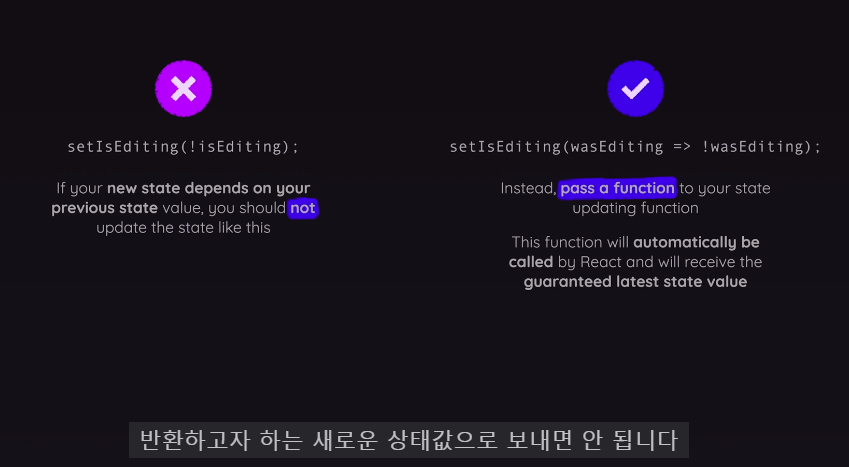 setIsEditing(!isEditing);
If your new state depends on your
previous state value, you should not
update the state like this
setIsEditing(wasEditing => !wasEditing);
Instead, pass a function to your state
updating function
This function will automatically be
called by React and will receive the
guaranteed latest state value
반환하고자 하는 새로운 상태값으로 보내면 안 됩니다